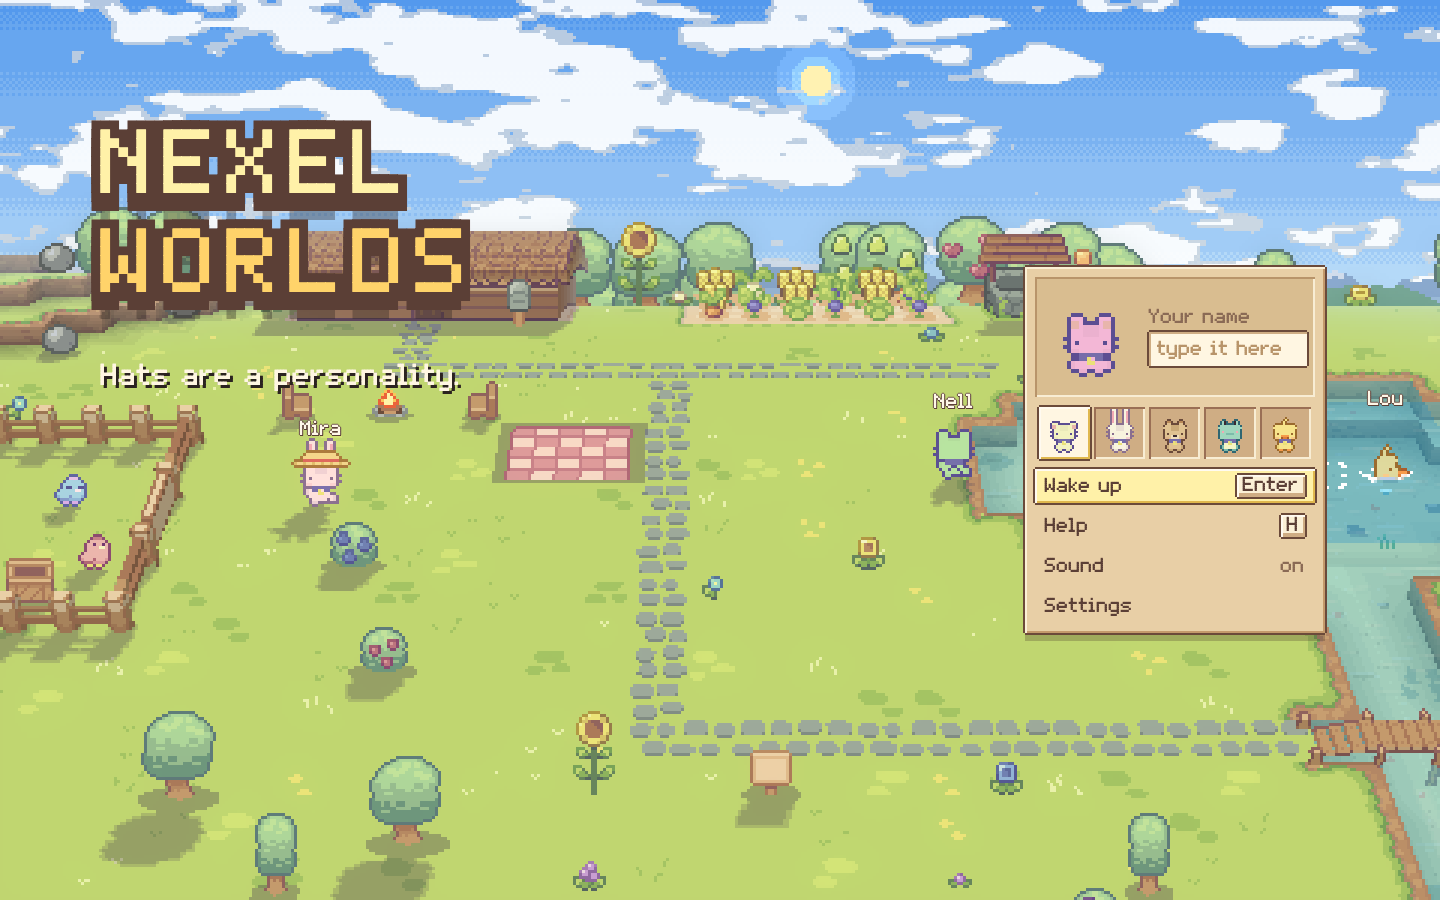 NEXEL
WORLDS
Hats are a personality.
Mira
Nell
Lou
Your name
type it here
Wake up Enter
Help H
Sound on
Settings